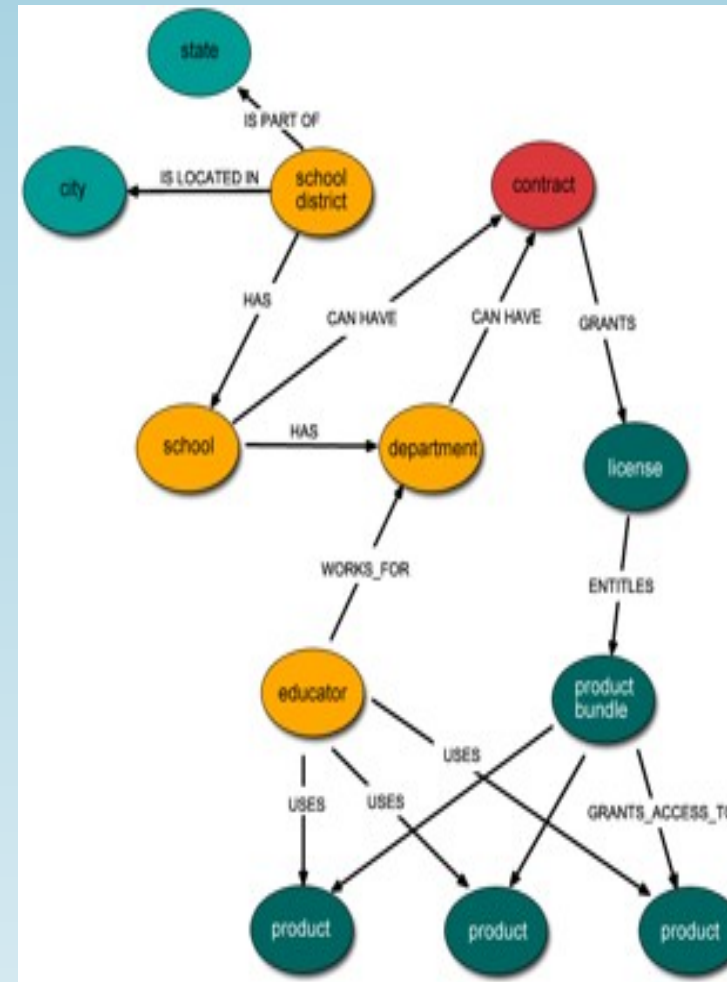 state
IS PART OF
city
IS LOCATED IN
school
district
contract
HAS
CAN HAVE
CAN HAVE
GRANTS
school
HAS
department
license
WORKS_FOR
ENTITLES
educator
product
bundle
USES
USES
USES
GRANTS_ACCESS_TO
product
product
product